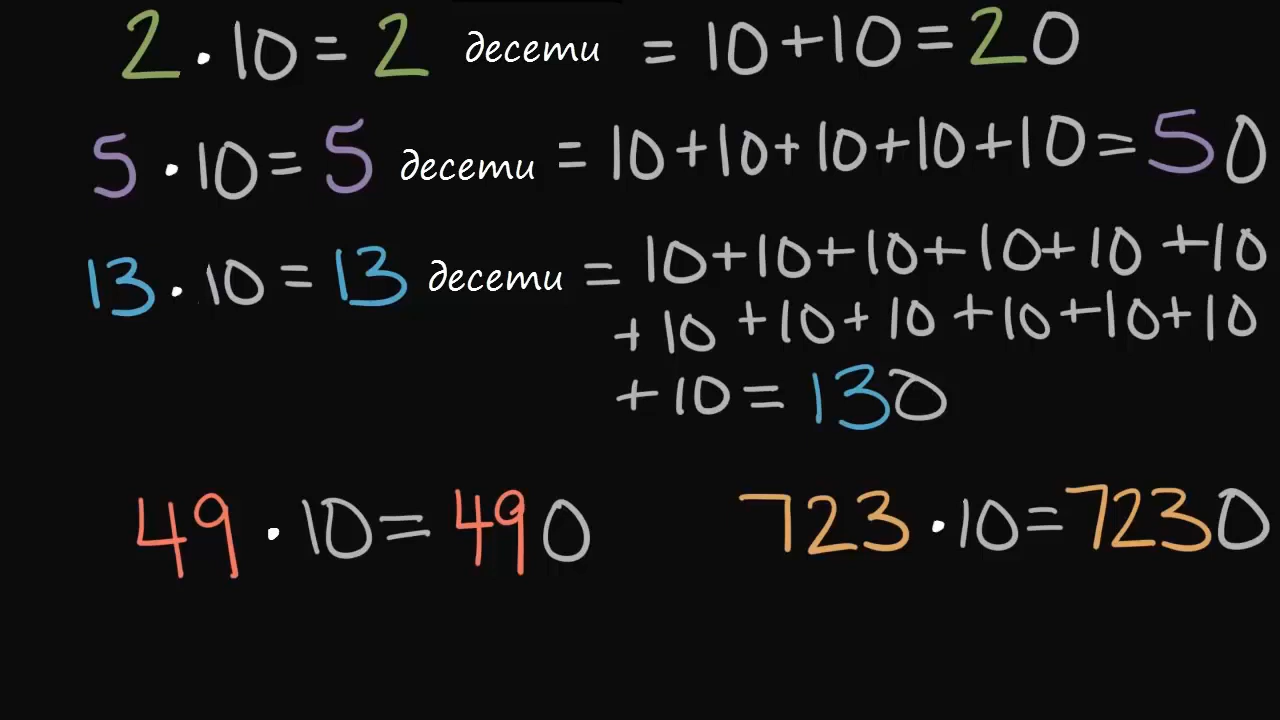 2 · 10 = 2 десети = 10 + 10 = 20
5 · 10 = 5 десети = 10 + 10 + 10 + 10 + 10 = 50
13 · 10 = 13 десети = 10 + 10 + 10 + 10 + 10 + 10
+ 10 + 10 + 10 + 10 + 10 + 10
+ 10 = 130
49 · 10 = 490
723 · 10 = 7230